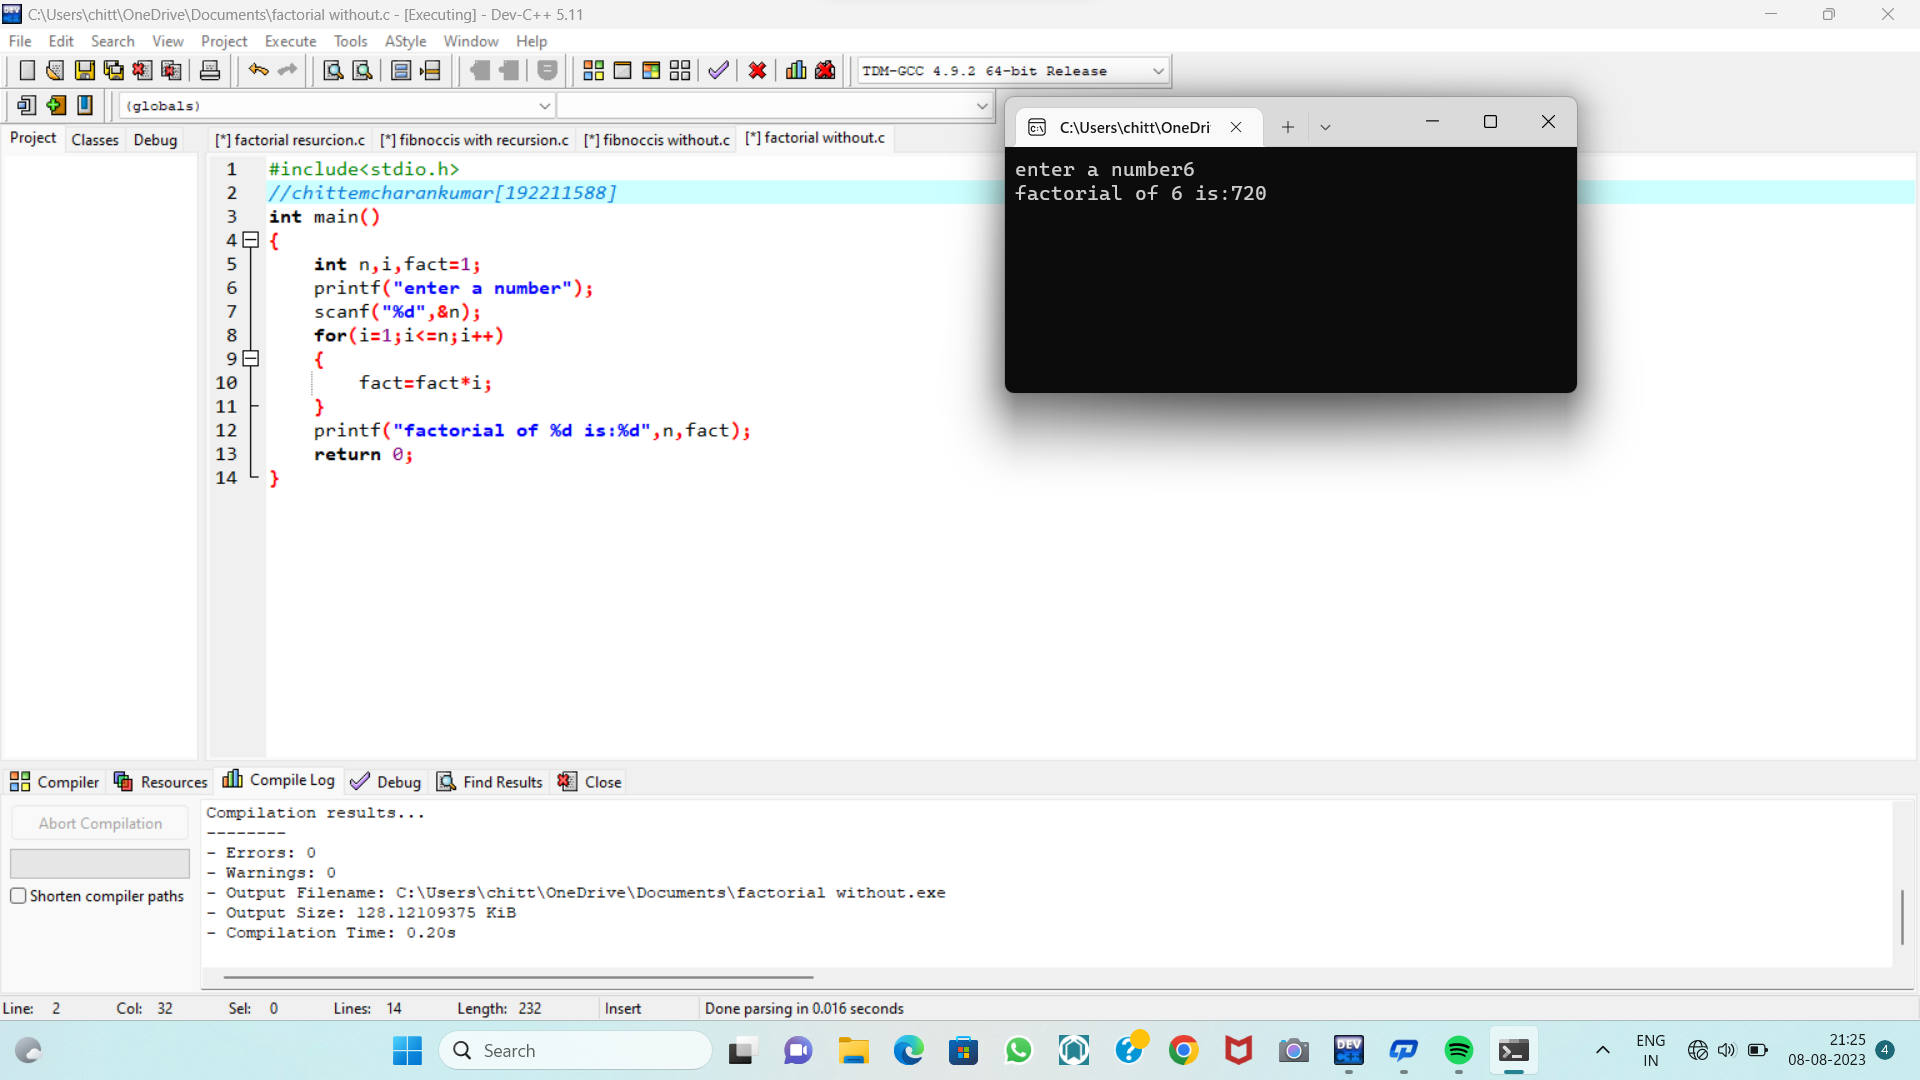 C:\Users\chitt\OneDrive\Documents\factorial without.c - [Executing] - Dev-C++ 5.11
File Edit Search View Project Execute Tools AStyle Window Help
TDM-GCC 4.9.2 64-bit Release
(globals)
Project Classes Debug
[*] factorial resurcion.c [*] fibnoccis with recursion.c [*] fibnoccis without.c [*] factorial without.c
1 #include<stdio.h>
2 //chittemcharankumar[192211588]
3 int main()
4 {
5 int n,i,fact=1;
6 printf("enter a number");
7 scanf("%d",&n);
8 for(i=1;i<=n;i++)
9 {
10 fact=fact*i;
11 }
12 printf("factorial of %d is:%d",n,fact);
13 return 0;
14 }
C:\Users\chitt\OneDri
enter a number6
factorial of 6 is:720
Compiler Resources Compile Log Debug Find Results Close
Abort Compilation
Shorten compiler paths
Compilation results...
--------
- Errors: 0
- Warnings: 0
- Output Filename: C:\Users\chitt\OneDrive\Documents\factorial without.exe
- Output Size: 128.12109375 KiB
- Compilation Time: 0.20s
Line: 2 Col: 32 Sel: 0 Lines: 14 Length: 232 Insert Done parsing in 0.016 seconds
Search
DEV C++
ENG
IN
21:25
08-08-2023
4